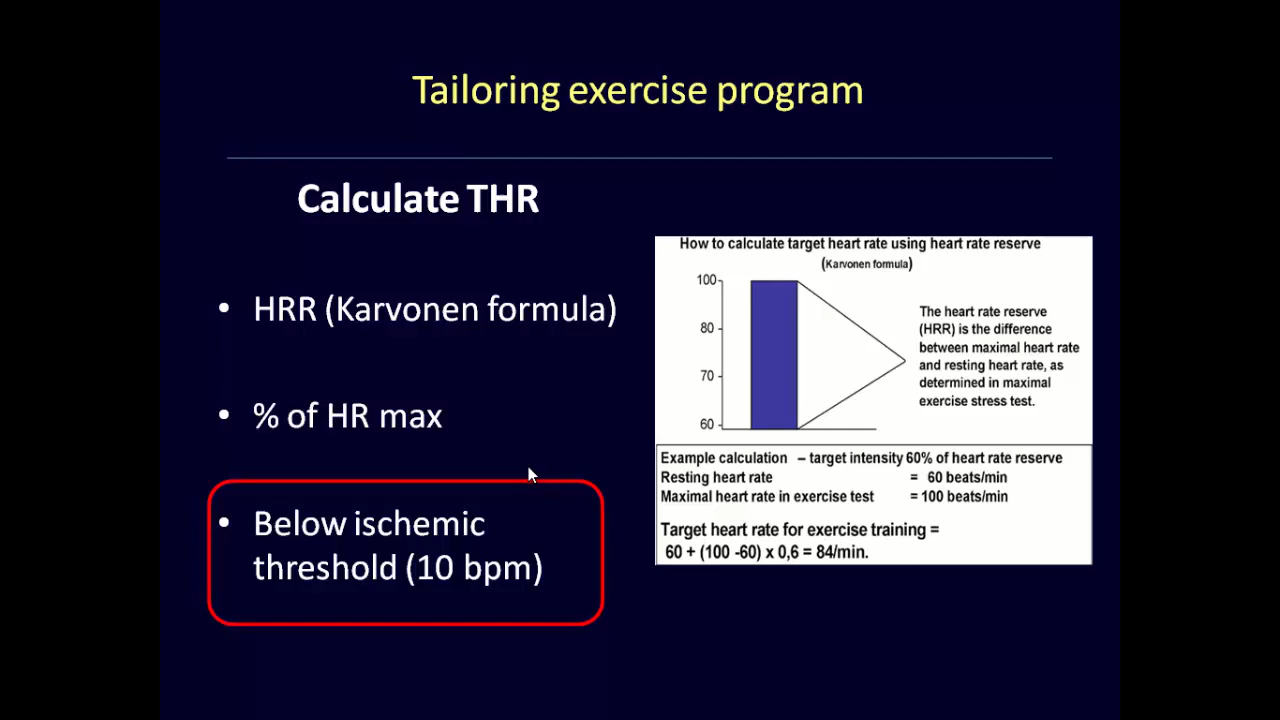 Tailoring exercise program
Calculate THR
• HRR (Karvonen formula)
• % of HR max
• Below ischemic
threshold (10 bpm)
How to calculate target heart rate using heart rate reserve
(Karvonen formula)
100
80
70
60
The heart rate reserve
(HRR) is the difference
between maximal heart rate
and resting heart rate, as
determined in maximal
exercise stress test.
Example calculation – target intensity 60% of heart rate reserve
Resting heart rate = 60 beats/min
Maximal heart rate in exercise test = 100 beats/min
Target heart rate for exercise training =
60 + (100 -60) x 0,6 = 84/min.